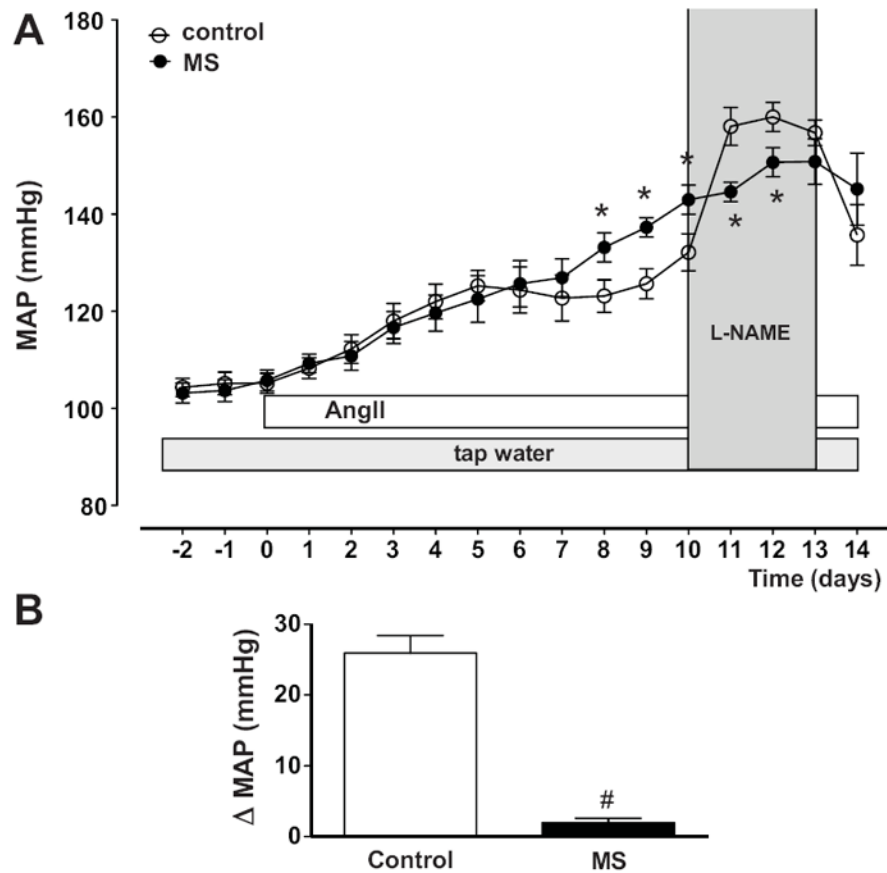 A
control
MS
180
160
140
120
100
80
MAP (mmHg)
* * * * *
L-NAME
AngII
tap water
-2 -1 0 1 2 3 4 5 6 7 8 9 10 11 12 13 14
Time (days)
B
30
20
10
0
Δ MAP (mmHg)
#
Control MS